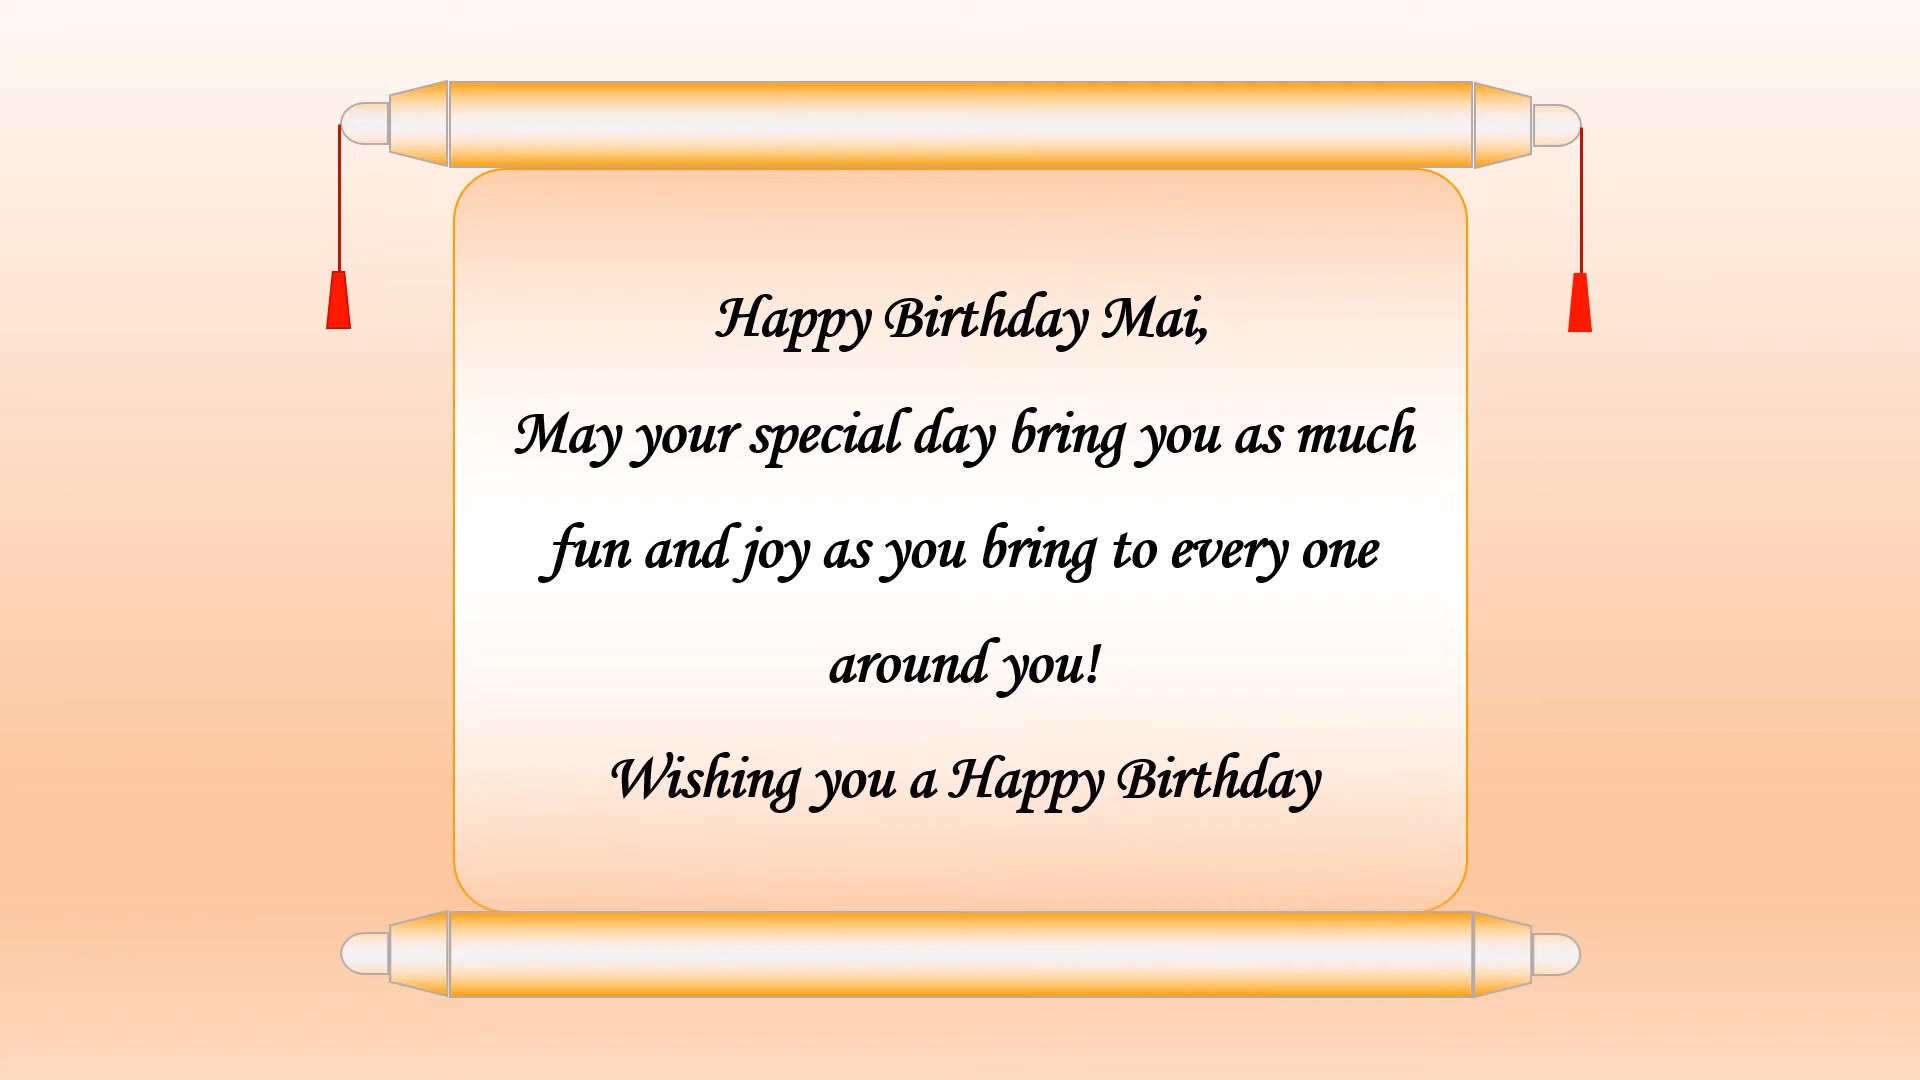 Happy Birthday Mai,
May your special day bring you as much
fun and joy as you bring to every one
around you!
Wishing you a Happy Birthday